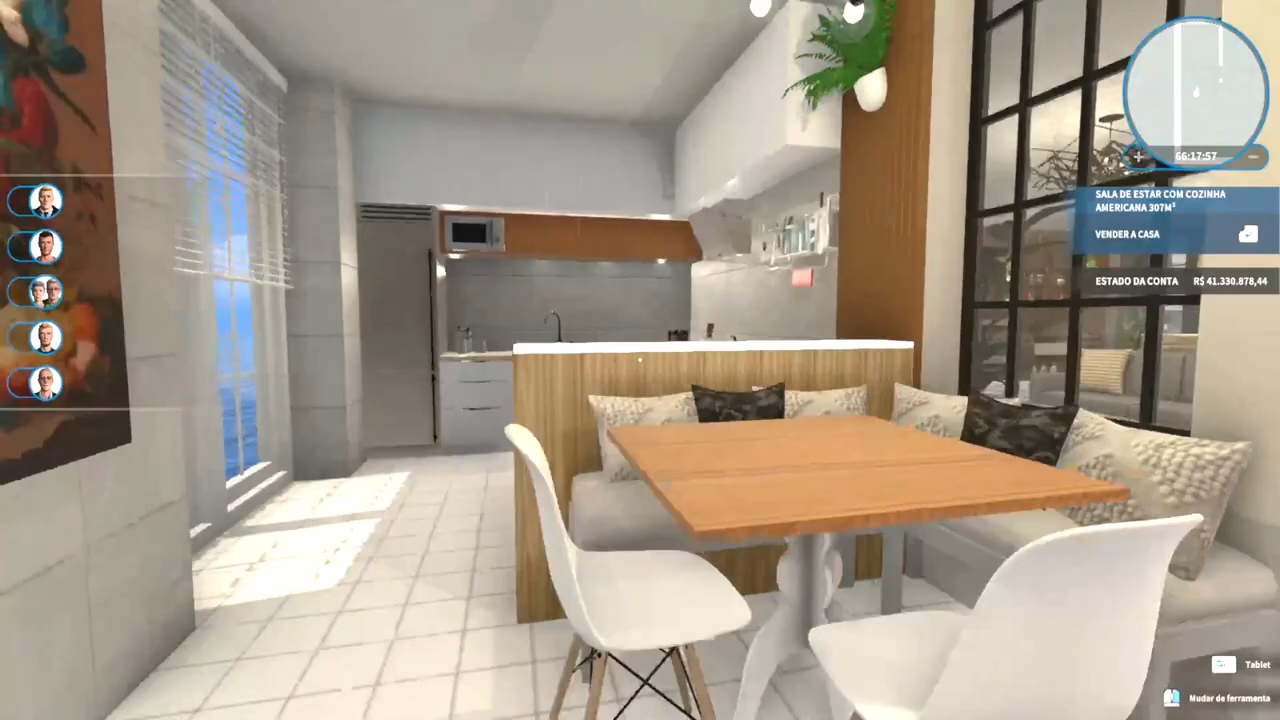 66:17:57
SALA DE ESTAR COM COZINHA
AMERICANA 307M²
VENDER A CASA
ESTADO DA CONTA R$ 41.330.878,44
Tablet
Mudar de ferramenta